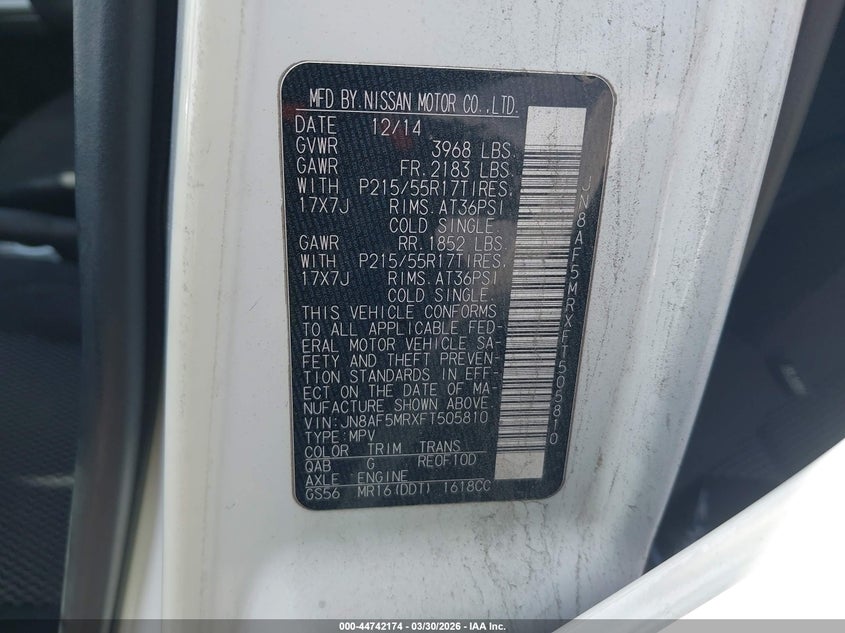 MFD BY NISSAN MOTOR CO.,LTD.
DATE 12/14
GVWR 3968 LBS.
GAWR FR.2183 LBS.
WITH P215/55R17TIRES.
17X7J RIMS.AT36PSI
COLD SINGLE.
GAWR RR.1852 LBS.
WITH P215/55R17TIRES.
17X7J RIMS.AT36PSI
COLD SINGLE.
THIS VEHICLE CONFORMS
TO ALL APPLICABLE FED-
ERAL MOTOR VEHICLE SA-
FETY AND THEFT PREVEN-
TION STANDARDS IN EFF-
ECT ON THE DATE OF MA-
NUFACTURE SHOWN ABOVE.
VIN:JN8AF5MRXFT505810
TYPE:MPV
COLOR TRIM TRANS
QAB G RE0F10D
AXLE ENGINE
GS56 MR16(DDT) 1618CC
JN8AF5MRXFT505810
000-44742174 | 03/30/2026 - IAA Inc.